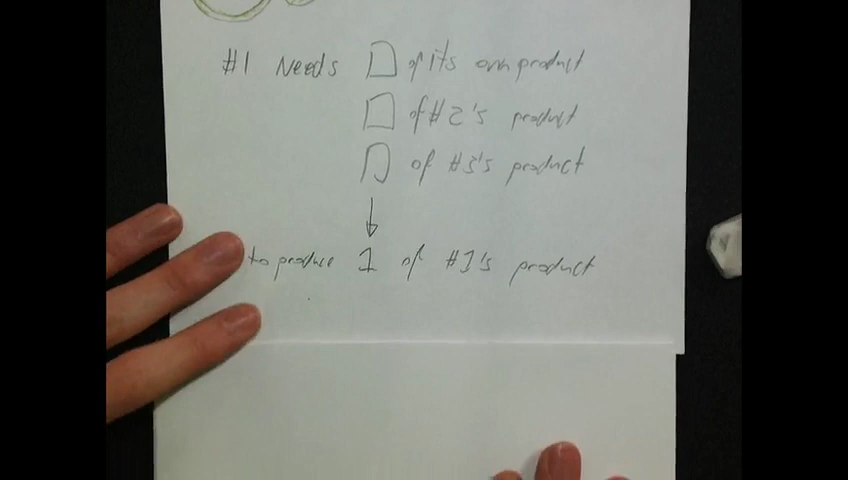 #1 Needs □ of its own product
□ of #2's product
□ of #3's product
↓
to produce 1 of #1's product